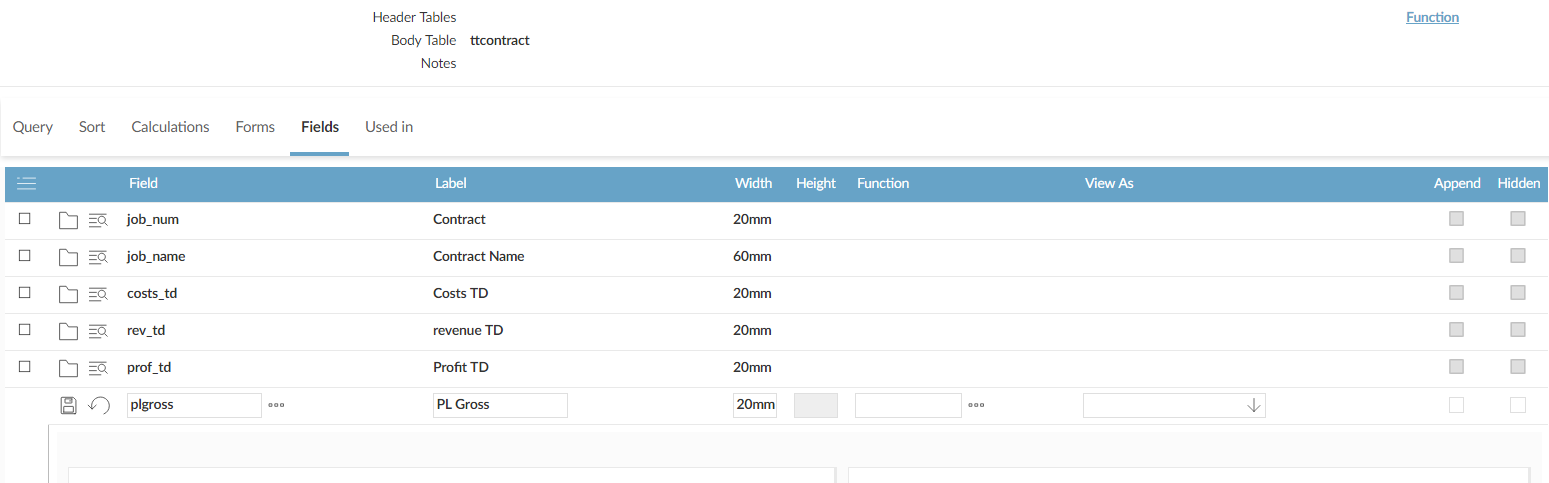 Header Tables Function
Body Table ttcontract
Notes
Query Sort Calculations Forms Fields Used in
Field Label Width Height Function View As Append Hidden
job_num Contract 20mm
job_name Contract Name 60mm
costs_td Costs TD 20mm
rev_td revenue TD 20mm
prof_td Profit TD 20mm
plgross PL Gross 20mm